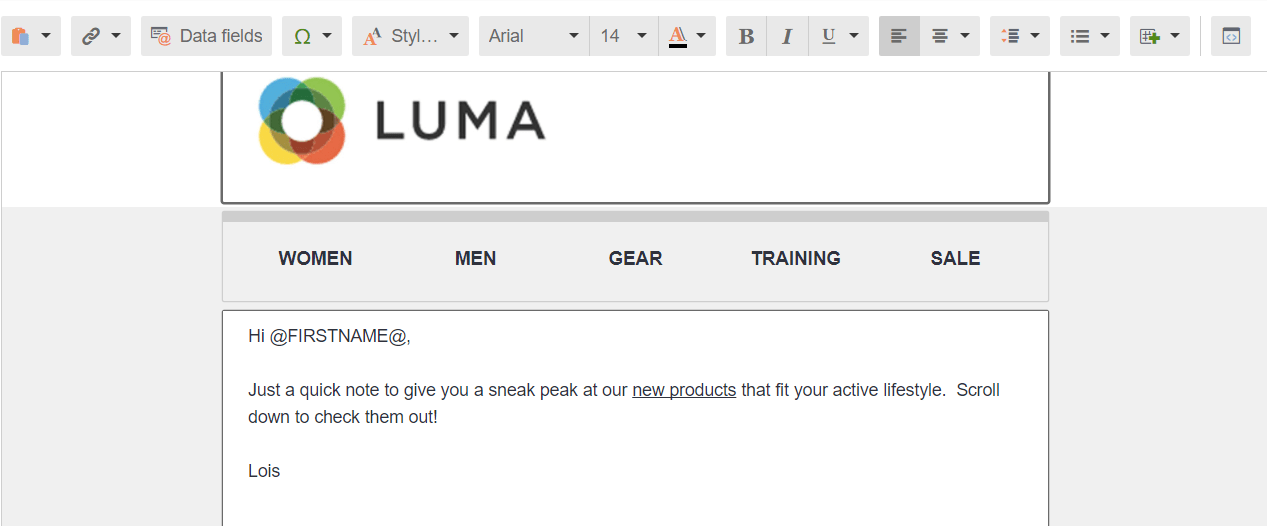 Data fields Ω A A Styl... Arial 14 A B I U
LUMA
WOMEN MEN GEAR TRAINING SALE
Hi @FIRSTNAME@,
Just a quick note to give you a sneak peak at our new products that fit your active lifestyle.  Scroll
down to check them out!
Lois